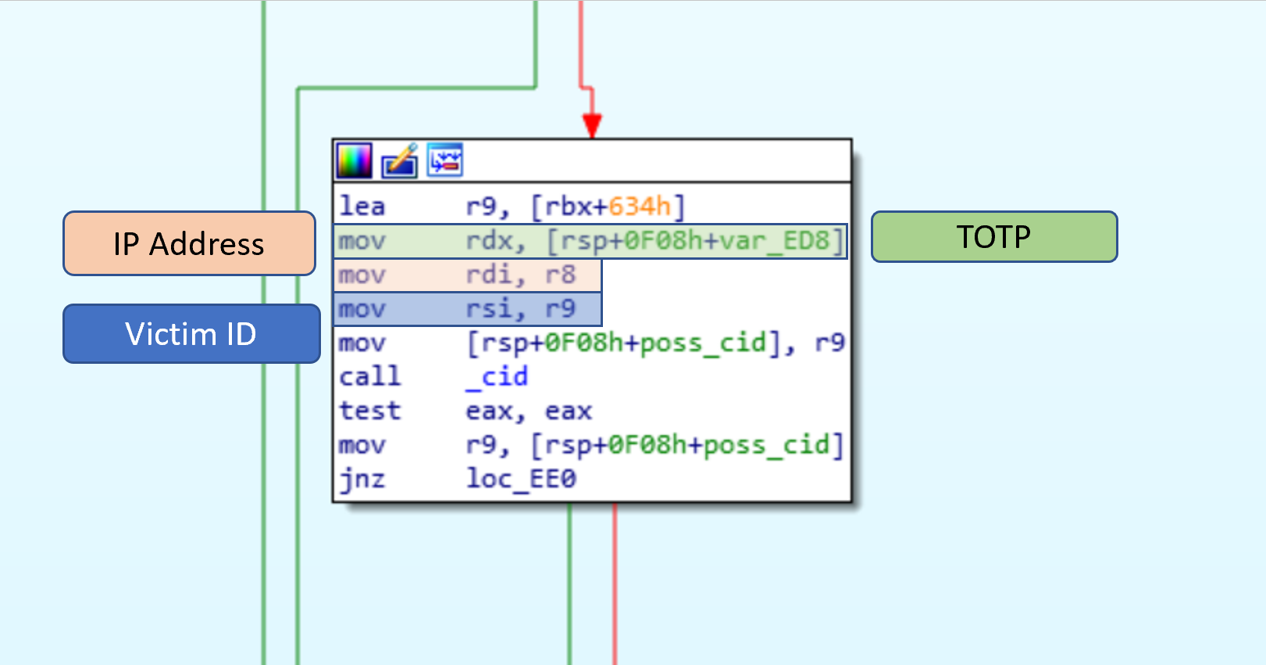 lea r9, [rbx+634h]
IP Address
mov rdx, [rsp+0F08h+var_ED8]
TOTP
mov rdi, r8
Victim ID
mov rsi, r9
mov [rsp+0F08h+poss_cid], r9
call _cid
test eax, eax
mov r9, [rsp+0F08h+poss_cid]
jnz loc_EE0